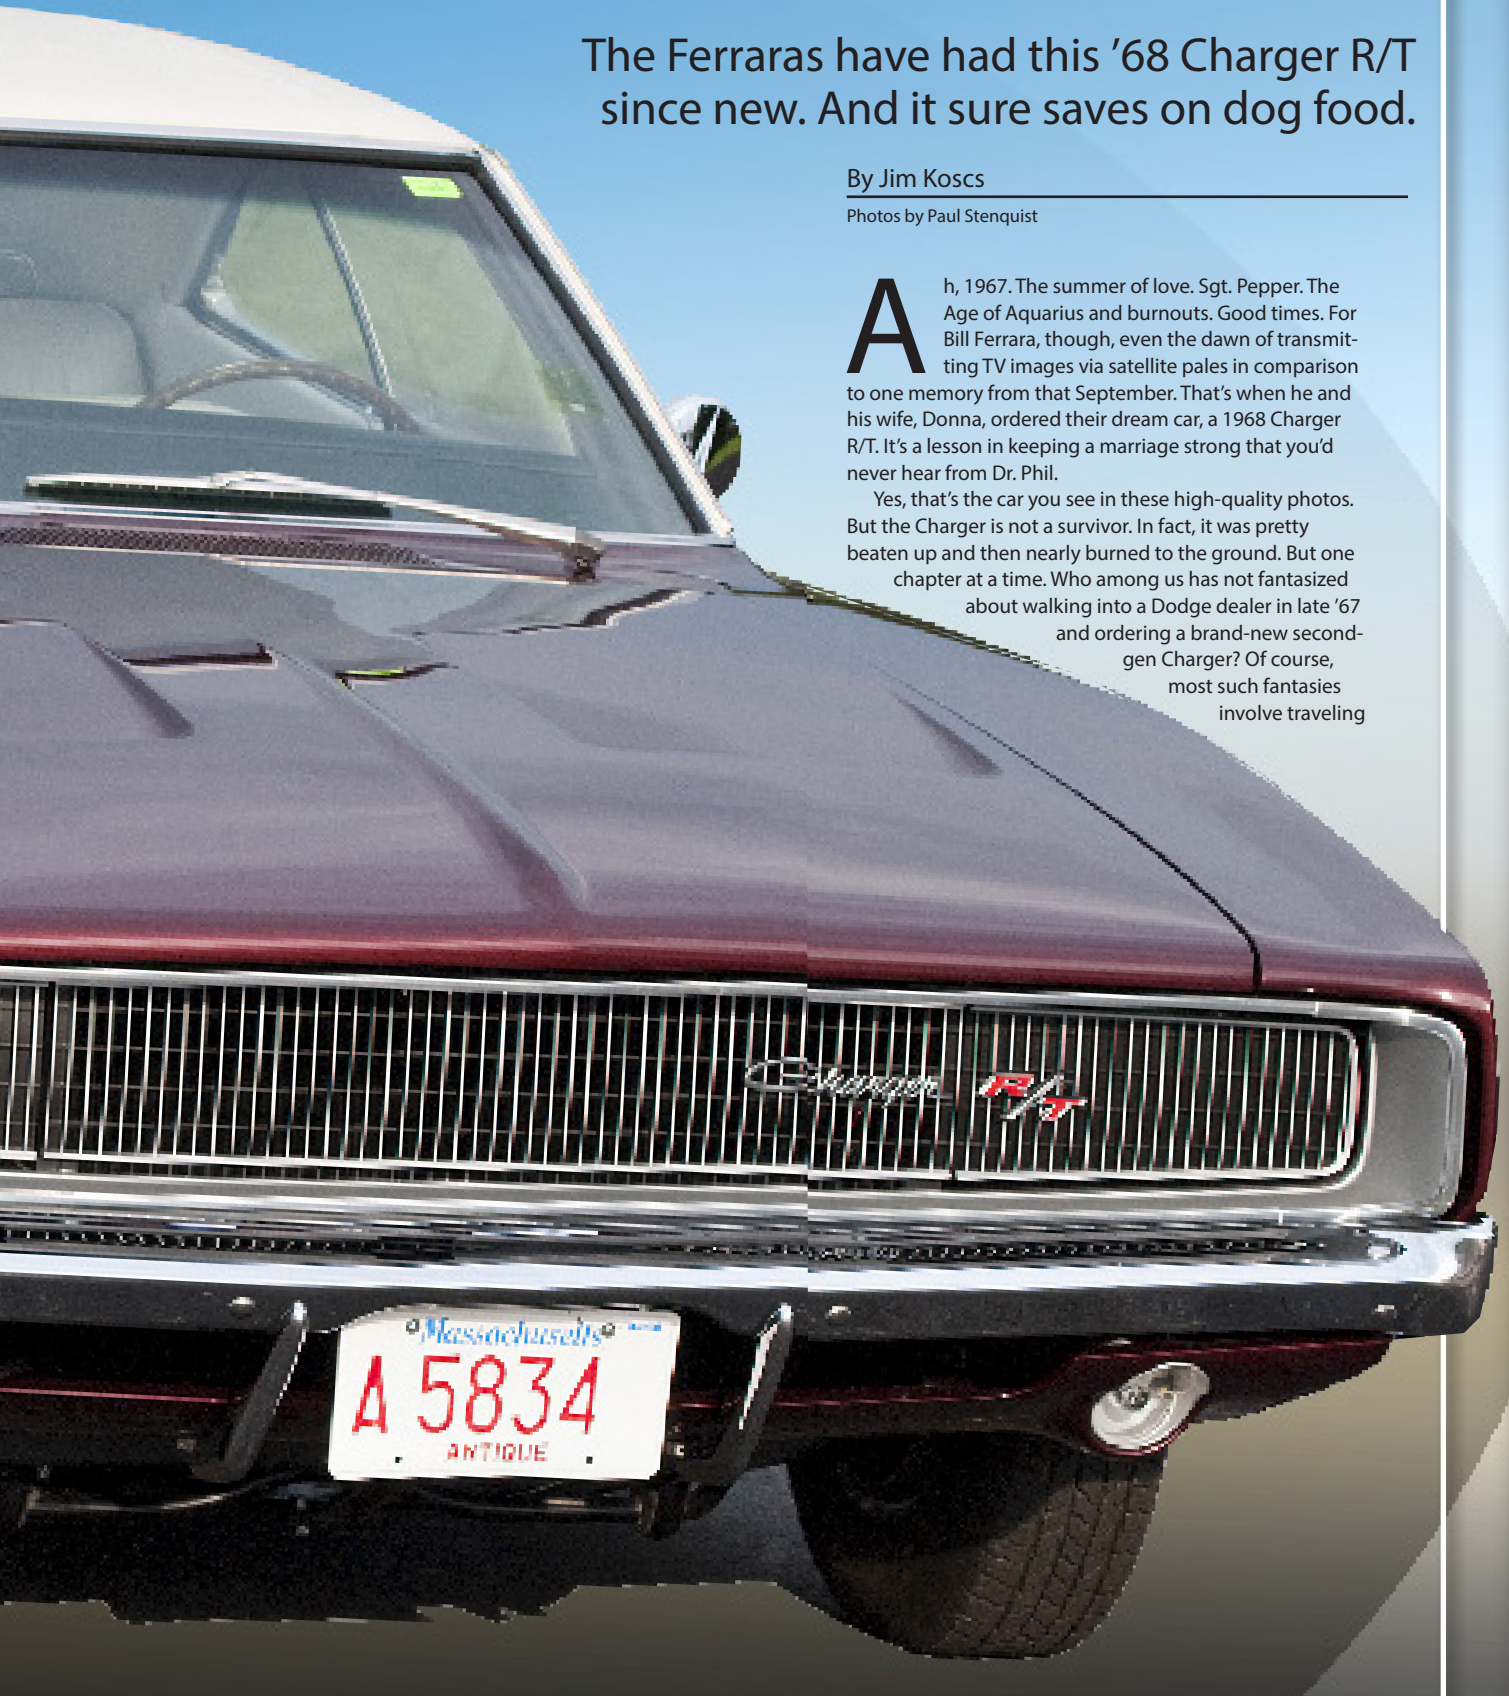 The Ferraras have had this ’68 Charger R/T
since new. And it sure saves on dog food.
By Jim Koscs
Photos by Paul Stenquist
Ah, 1967. The summer of love. Sgt. Pepper. The
Age of Aquarius and burnouts. Good times. For
Bill Ferrara, though, even the dawn of transmit-
ting TV images via satellite pales in comparison
to one memory from that September. That’s when he and
his wife, Donna, ordered their dream car, a 1968 Charger
R/T. It’s a lesson in keeping a marriage strong that you’d
never hear from Dr. Phil.
Yes, that’s the car you see in these high-quality photos.
But the Charger is not a survivor. In fact, it was pretty
beaten up and then nearly burned to the ground. But one
chapter at a time. Who among us has not fantasized
about walking into a Dodge dealer in late ’67
and ordering a brand-new second-
gen Charger? Of course,
most such fantasies
involve traveling
Charger R/T
Massachusetts
A 5834
ANTIQUE